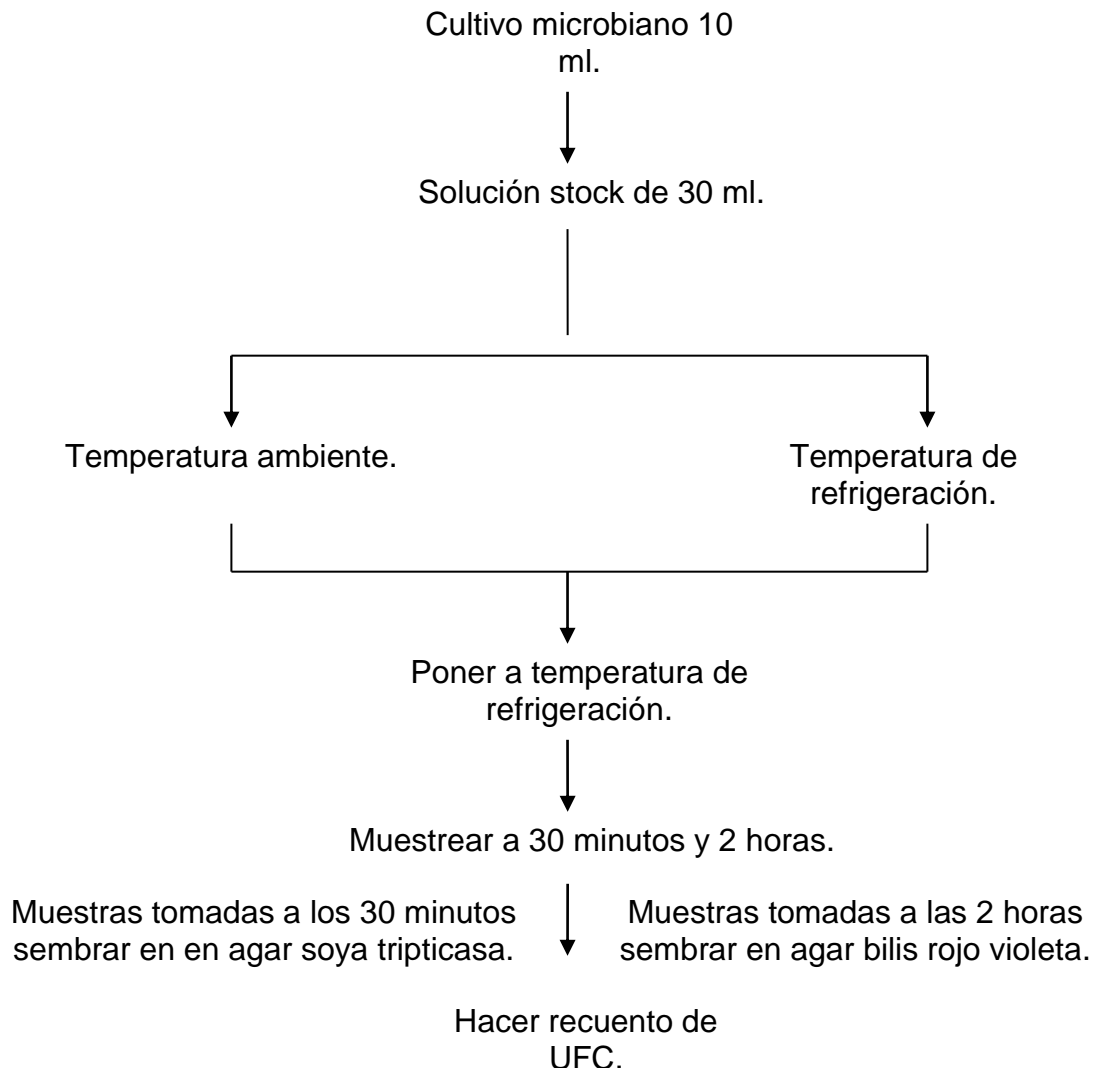 Cultivo microbiano 10
ml.
Solución stock de 30 ml.
Temperatura ambiente.
Temperatura de
refrigeración.
Poner a temperatura de
refrigeración.
Muestrear a 30 minutos y 2 horas.
Muestras tomadas a los 30 minutos
sembrar en en agar soya tripticasa.
Muestras tomadas a las 2 horas
sembrar en agar bilis rojo violeta.
Hacer recuento de
UFC.